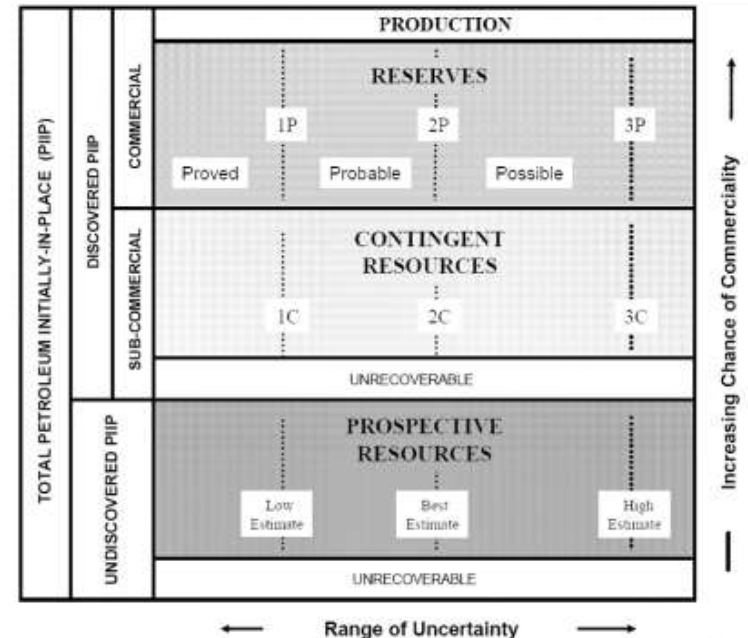 PRODUCTION
RESERVES
1P
2P
3P
Proved
Probable
Possible
CONTINGENT
RESOURCES
1C
2C
3C
UNRECOVERABLE
PROSPECTIVE
RESOURCES
Low
Estimate
Best
Estimate
High
Estimate
UNRECOVERABLE
TOTAL PETROLEUM INITIALLY-IN-PLACE (PIIP)
DISCOVERED PIIP
UNDISCOVERED PIIP
COMMERCIAL
SUB-COMMERCIAL
Increasing Chance of Commerciality
Range of Uncertainty